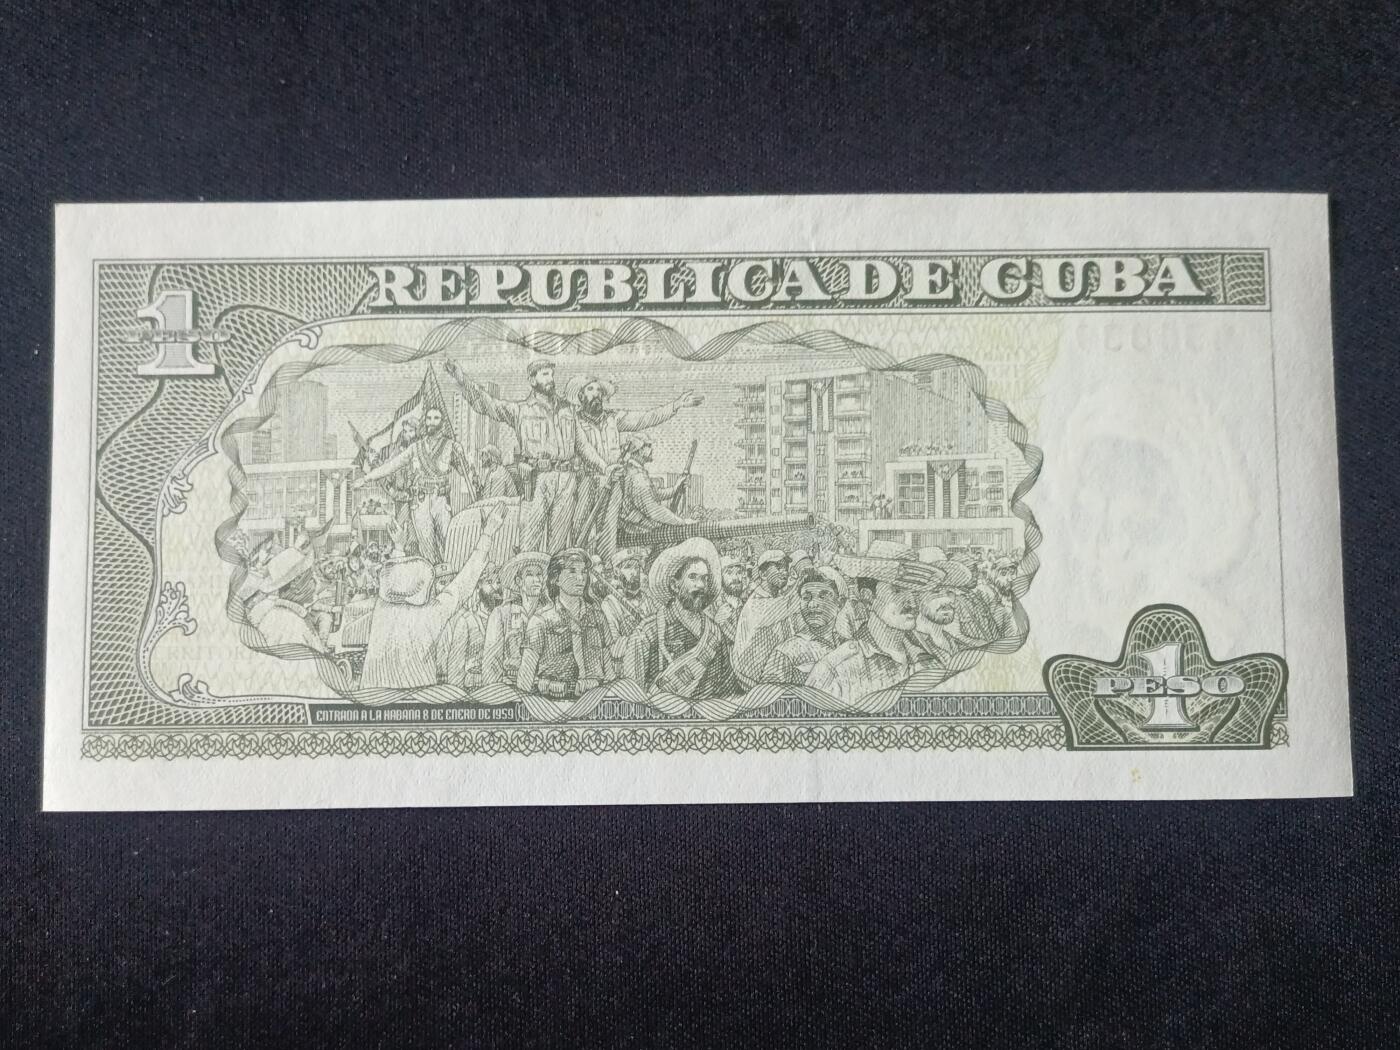 REPUBLICA DE CUBA
1
PESO
ENTRADA A LA HABANA 8 DE ENERO DE 1959
1
PESO